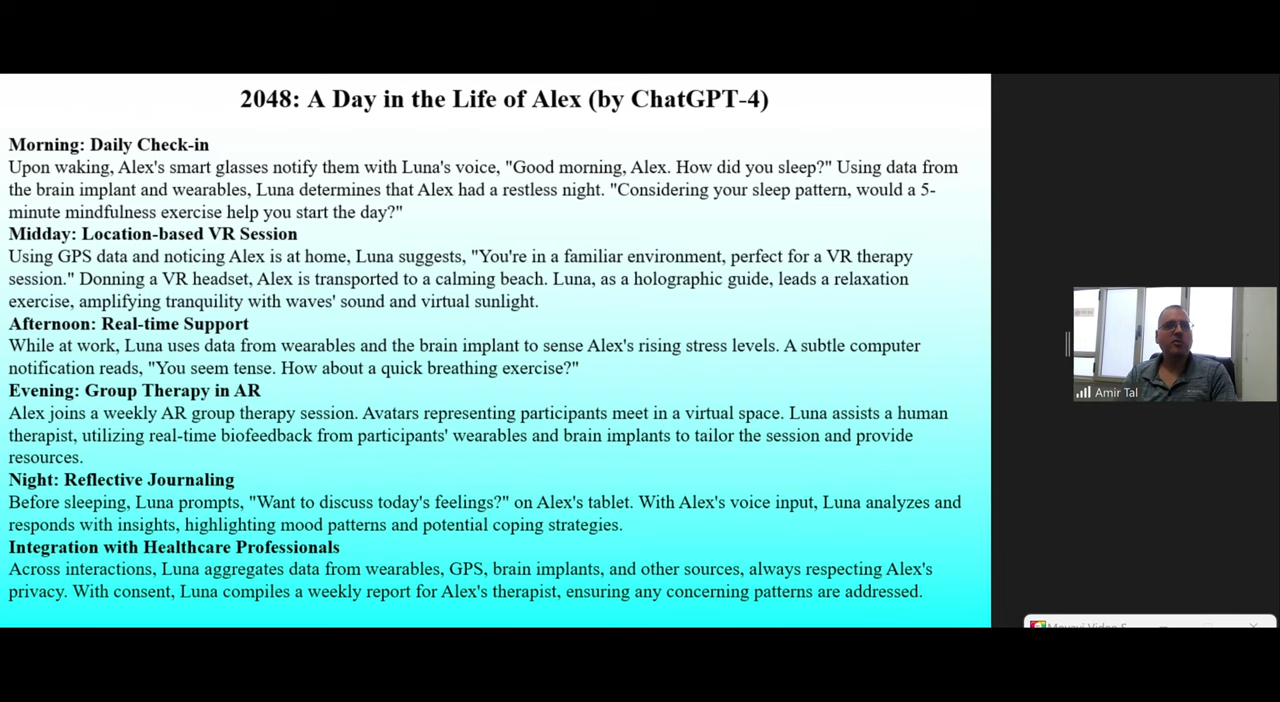 2048: A Day in the Life of Alex (by ChatGPT-4)
Morning: Daily Check-in
Upon waking, Alex's smart glasses notify them with Luna's voice, "Good morning, Alex. How did you sleep?" Using data from
the brain implant and wearables, Luna determines that Alex had a restless night. "Considering your sleep pattern, would a 5-
minute mindfulness exercise help you start the day?"
Midday: Location-based VR Session
Using GPS data and noticing Alex is at home, Luna suggests, "You're in a familiar environment, perfect for a VR therapy
session." Donning a VR headset, Alex is transported to a calming beach. Luna, as a holographic guide, leads a relaxation
exercise, amplifying tranquility with waves' sound and virtual sunlight.
Afternoon: Real-time Support
While at work, Luna uses data from wearables and the brain implant to sense Alex's rising stress levels. A subtle computer
notification reads, "You seem tense. How about a quick breathing exercise?"
Evening: Group Therapy in AR
Alex joins a weekly AR group therapy session. Avatars representing participants meet in a virtual space. Luna assists a human
therapist, utilizing real-time biofeedback from participants' wearables and brain implants to tailor the session and provide
resources.
Night: Reflective Journaling
Before sleeping, Luna prompts, "Want to discuss today's feelings?" on Alex's tablet. With Alex's voice input, Luna analyzes and
responds with insights, highlighting mood patterns and potential coping strategies.
Integration with Healthcare Professionals
Across interactions, Luna aggregates data from wearables, GPS, brain implants, and other sources, always respecting Alex's
privacy. With consent, Luna compiles a weekly report for Alex's therapist, ensuring any concerning patterns are addressed.
Amir Tal